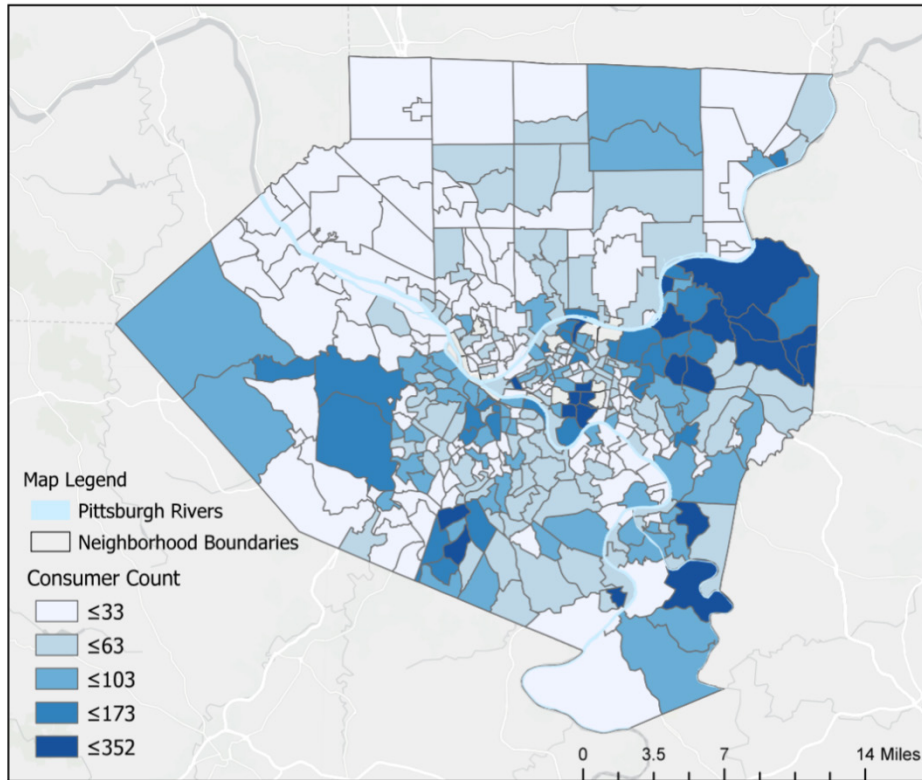 Map Legend
Pittsburgh Rivers
Neighborhood Boundaries
Consumer Count
≤33
≤63
≤103
≤173
≤352
0 3.5 7 14 Miles